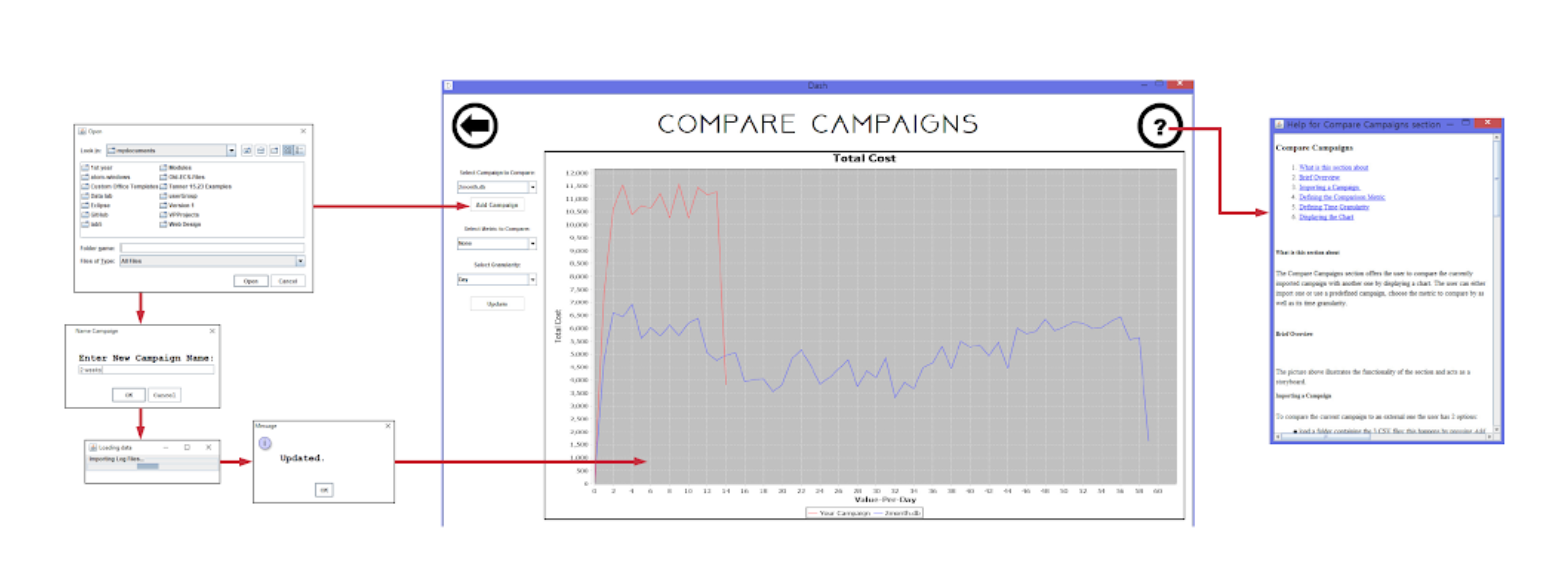 Open
Look in: mydocuments
1st year
Modules
akos-windows
Old.ECS.Files
Custom Office Templates
Tanner 15.23 Examples
Data lab
userGroup
Eclipse
Version 1
GitHub
VPProjects
Web Design
Folder name:
Files of Type: All Files
Open Cancel
Name Campaign
Enter New Campaign Name:
2 weeks
OK Cancel
Loading data
Importing Log Files...
Message
Updated.
OK
Dash
COMPARE CAMPAIGNS
?
Select Campaign to Compare:
2month.db
Add Campaign
Select Metric to Compare:
None
Select Granularity:
Day
Update
Total Cost
12,000
11,500
11,000
10,500
10,000
9,500
9,000
8,500
8,000
7,500
7,000
6,500
6,000
5,500
5,000
4,500
4,000
3,500
3,000
2,500
2,000
1,500
1,000
500
0
Total Cost
0 2 4 6 8 10 12 14 16 18 20 22 24 26 28 30 32 34 36 38 40 42 44 46 48 50 52 54 56 58 60
Value-Per-Day
Your Campaign 2month.db
Help for Compare Campaigns section
Compare Campaigns
1. What is this section about
2. Brief Overview
3. Importing a Campaign
4. Defining the Comparison Metric
5. Defining Time Granularity
6. Displaying the Chart
What is this section about
The Compare Campaigns section offers the user to compare the currently
imported campaign with another one by displaying a chart. The user can either
import one or use a predefined campaign, choose the metric to compare by as
well as its time granularity.
Brief Overview
The picture above illustrates the functionality of the section and acts as a
storyboard.
Importing a Campaign
To compare the current campaign to an external one the user has 2 options:
load a folder containing the 3 CSV files; this happens by pressing Add